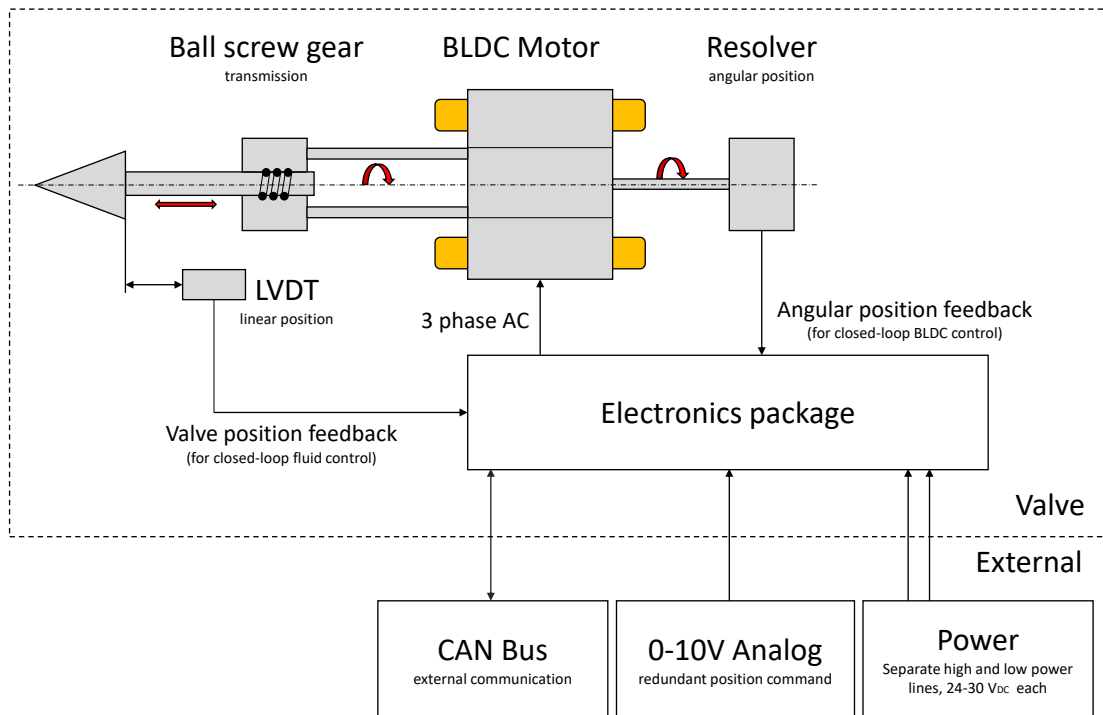 Ball screw gear
transmission
BLDC Motor
Resolver
angular position
LVDT
linear position
3 phase AC
Angular position feedback
(for closed-loop BLDC control)
Electronics package
Valve position feedback
(for closed-loop fluid control)
Valve
External
CAN Bus
external communication
0-10V Analog
redundant position command
Power
Separate high and low power
lines, 24-30 VDC each